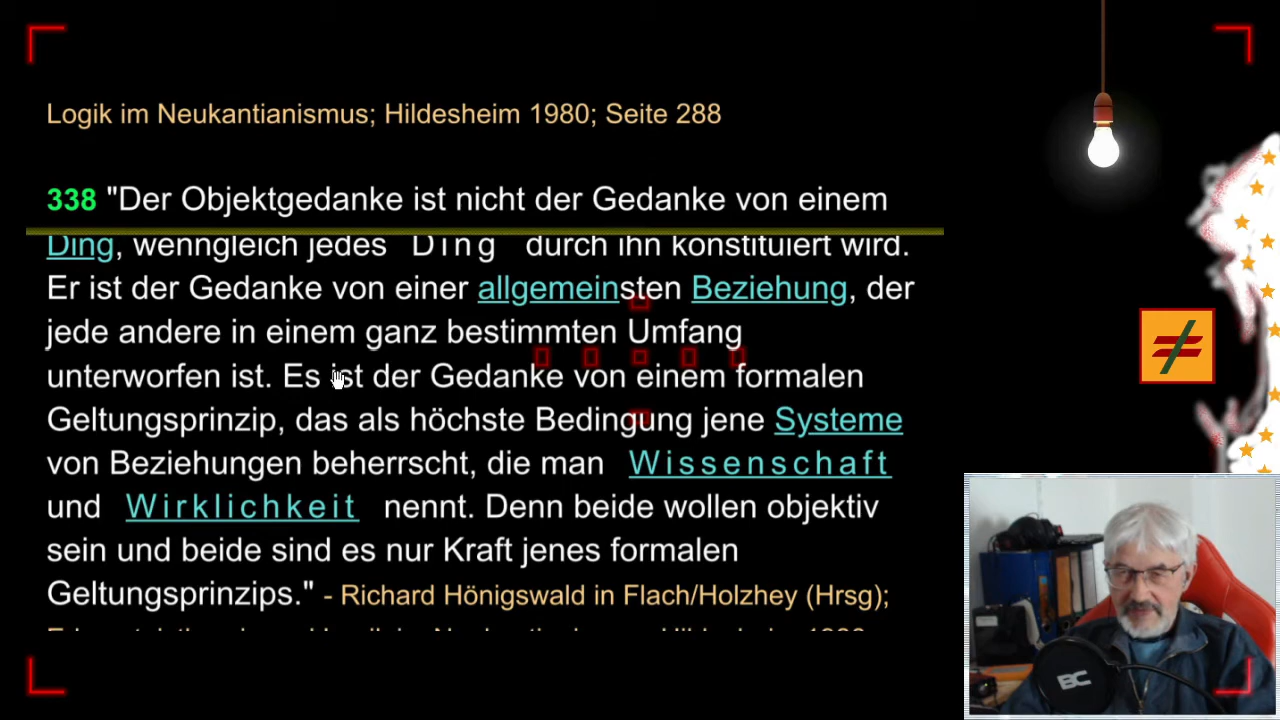 Logik im Neukantianismus; Hildesheim 1980; Seite 288
338 "Der Objektgedanke ist nicht der Gedanke von einem
Ding, wenngleich jedes Ding durch ihn konstituiert wird.
Er ist der Gedanke von einer allgemeinsten Beziehung, der
jede andere in einem ganz bestimmten Umfang
unterworfen ist. Es ist der Gedanke von einem formalen
Geltungsprinzip, das als höchste Bedingung jene Systeme
von Beziehungen beherrscht, die man Wissenschaft
und Wirklichkeit nennt. Denn beide wollen objektiv
sein und beide sind es nur Kraft jenes formalen
Geltungsprinzips." - Richard Hönigswald in Flach/Holzhey (Hrsg);
≠
BC